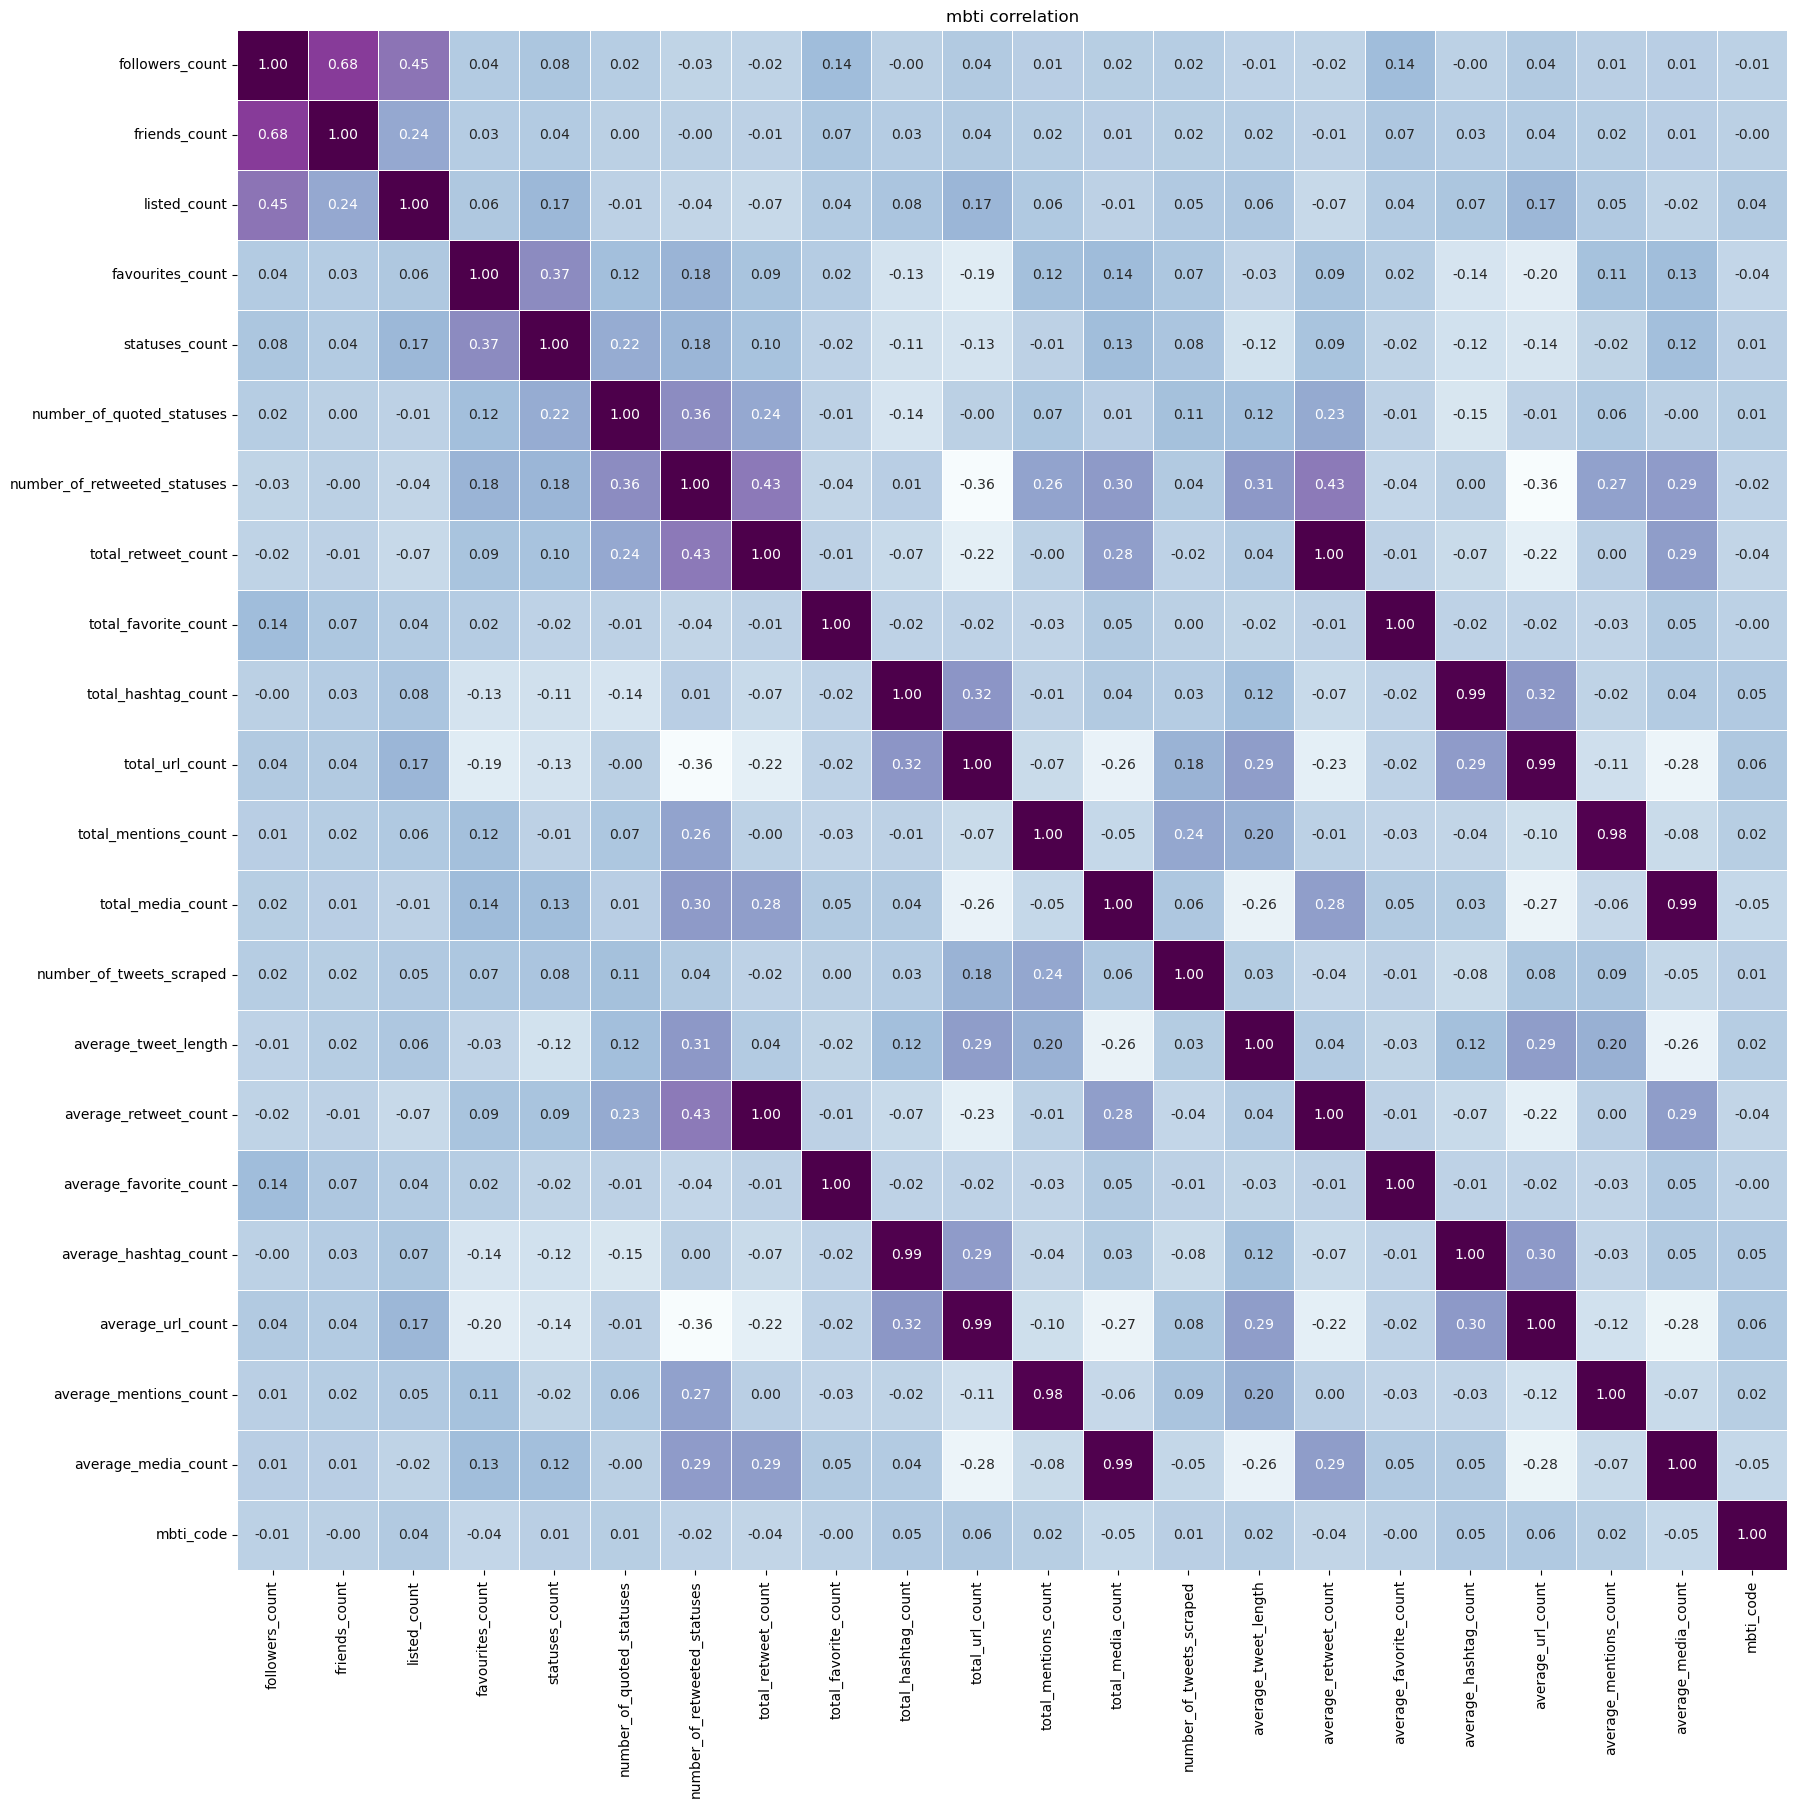 mbti correlation
followers_count 1.00 0.68 0.45 0.04 0.08 0.02 -0.03 -0.02 0.14 -0.00 0.04 0.01 0.02 0.02 -0.01 -0.02 0.14 -0.00 0.04 0.01 0.01 -0.01
friends_count 0.68 1.00 0.24 0.03 0.04 0.00 -0.00 -0.01 0.07 0.03 0.04 0.02 0.01 0.02 0.02 -0.01 0.07 0.03 0.04 0.02 0.01 -0.00
listed_count 0.45 0.24 1.00 0.06 0.17 -0.01 -0.04 -0.07 0.04 0.08 0.17 0.06 -0.01 0.05 0.06 -0.07 0.04 0.07 0.17 0.05 -0.02 0.04
favourites_count 0.04 0.03 0.06 1.00 0.37 0.12 0.18 0.09 0.02 -0.13 -0.19 0.12 0.14 0.07 -0.03 0.09 0.02 -0.14 -0.20 0.11 0.13 -0.04
statuses_count 0.08 0.04 0.17 0.37 1.00 0.22 0.18 0.10 -0.02 -0.11 -0.13 -0.01 0.13 0.08 -0.12 0.09 -0.02 -0.12 -0.14 -0.02 0.12 0.01
number_of_quoted_statuses 0.02 0.00 -0.01 0.12 0.22 1.00 0.36 0.24 -0.01 -0.14 -0.00 0.07 0.01 0.11 0.12 0.23 -0.01 -0.15 -0.01 0.06 -0.00 0.01
number_of_retweeted_statuses -0.03 -0.00 -0.04 0.18 0.18 0.36 1.00 0.43 -0.04 0.01 -0.36 0.26 0.30 0.04 0.31 0.43 -0.04 0.00 -0.36 0.27 0.29 -0.02
total_retweet_count -0.02 -0.01 -0.07 0.09 0.10 0.24 0.43 1.00 -0.01 -0.07 -0.22 -0.00 0.28 -0.02 0.04 1.00 -0.01 -0.07 -0.22 0.00 0.29 -0.04
total_favorite_count 0.14 0.07 0.04 0.02 -0.02 -0.01 -0.04 -0.01 1.00 -0.02 -0.02 -0.03 0.05 0.00 -0.02 -0.01 1.00 -0.02 -0.02 -0.03 0.05 -0.00
total_hashtag_count -0.00 0.03 0.08 -0.13 -0.11 -0.14 0.01 -0.07 -0.02 1.00 0.32 -0.01 0.04 0.03 0.12 -0.07 -0.02 0.99 0.32 -0.02 0.04 0.05
total_url_count 0.04 0.04 0.17 -0.19 -0.13 -0.00 -0.36 -0.22 -0.02 0.32 1.00 -0.07 -0.26 0.18 0.29 -0.23 -0.02 0.29 0.99 -0.11 -0.28 0.06
total_mentions_count 0.01 0.02 0.06 0.12 -0.01 0.07 0.26 -0.00 -0.03 -0.01 -0.07 1.00 -0.05 0.24 0.20 -0.01 -0.03 -0.04 -0.10 0.98 -0.08 0.02
total_media_count 0.02 0.01 -0.01 0.14 0.13 0.01 0.30 0.28 0.05 0.04 -0.26 -0.05 1.00 0.06 -0.26 0.28 0.05 0.03 -0.27 -0.06 0.99 -0.05
number_of_tweets_scraped 0.02 0.02 0.05 0.07 0.08 0.11 0.04 -0.02 0.00 0.03 0.18 0.24 0.06 1.00 0.03 -0.04 -0.01 -0.08 0.08 0.09 -0.05 0.01
average_tweet_length -0.01 0.02 0.06 -0.03 -0.12 0.12 0.31 0.04 -0.02 0.12 0.29 0.20 -0.26 0.03 1.00 0.04 -0.03 0.12 0.29 0.20 -0.26 0.02
average_retweet_count -0.02 -0.01 -0.07 0.09 0.09 0.23 0.43 1.00 -0.01 -0.07 -0.23 -0.01 0.28 -0.04 0.04 1.00 -0.01 -0.07 -0.22 0.00 0.29 -0.04
average_favorite_count 0.14 0.07 0.04 0.02 -0.02 -0.01 -0.04 -0.01 1.00 -0.02 -0.02 -0.03 0.05 -0.01 -0.03 -0.01 1.00 -0.01 -0.02 -0.03 0.05 -0.00
average_hashtag_count -0.00 0.03 0.07 -0.14 -0.12 -0.15 0.00 -0.07 -0.02 0.99 0.29 -0.04 0.03 -0.08 0.12 -0.07 -0.01 1.00 0.30 -0.03 0.05 0.05
average_url_count 0.04 0.04 0.17 -0.20 -0.14 -0.01 -0.36 -0.22 -0.02 0.32 0.99 -0.10 -0.27 0.08 0.29 -0.22 -0.02 0.30 1.00 -0.12 -0.28 0.06
average_mentions_count 0.01 0.02 0.05 0.11 -0.02 0.06 0.27 0.00 -0.03 -0.02 -0.11 0.98 -0.06 0.09 0.20 0.00 -0.03 -0.03 -0.12 1.00 -0.07 0.02
average_media_count 0.01 0.01 -0.02 0.13 0.12 -0.00 0.29 0.29 0.05 0.04 -0.28 -0.08 0.99 -0.05 -0.26 0.29 0.05 0.05 -0.28 -0.07 1.00 -0.05
mbti_code -0.01 -0.00 0.04 -0.04 0.01 0.01 -0.02 -0.04 -0.00 0.05 0.06 0.02 -0.05 0.01 0.02 -0.04 -0.00 0.05 0.06 0.02 -0.05 1.00
followers_count
friends_count
listed_count
favourites_count
statuses_count
number_of_quoted_statuses
number_of_retweeted_statuses
total_retweet_count
total_favorite_count
total_hashtag_count
total_url_count
total_mentions_count
total_media_count
number_of_tweets_scraped
average_tweet_length
average_retweet_count
average_favorite_count
average_hashtag_count
average_url_count
average_mentions_count
average_media_count
mbti_code